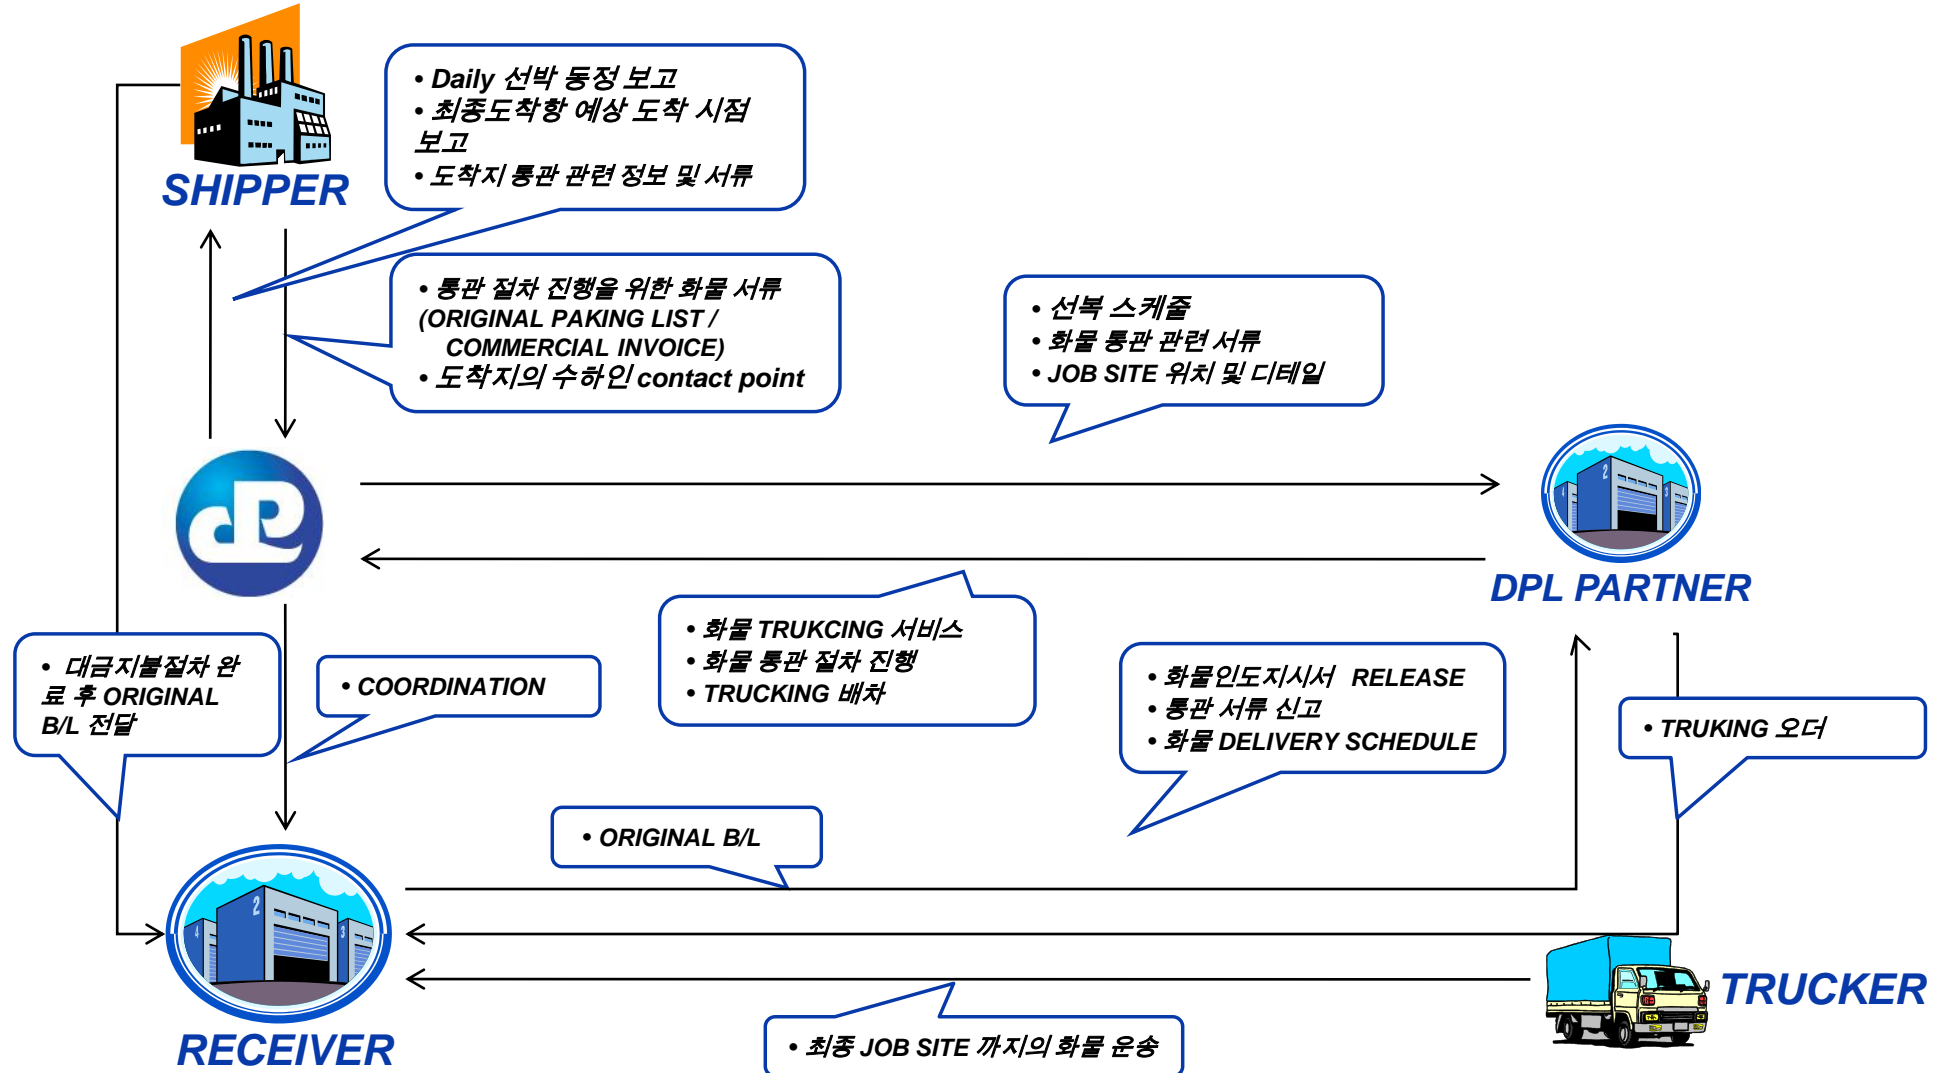 • Daily 선박 동정 보고
• 최종도착항 예상 도착 시점
보고
• 도착지 통관 관련 정보 및 서류
SHIPPER
• 통관 절차 진행을 위한 화물 서류
(ORIGINAL PAKING LIST /
COMMERCIAL INVOICE)
• 도착지의 수하인 contact point
• 선복 스케줄
• 화물 통관 관련 서류
• JOB SITE 위치 및 디테일
dP
2
4
3
DPL PARTNER
• 화물 TRUKCING 서비스
• 화물 통관 절차 진행
• TRUCKING 배차
• 대금지불절차 완
료 후 ORIGINAL
B/L 전달
• COORDINATION
• 화물인도지시서 RELEASE
• 통관 서류 신고
• 화물 DELIVERY SCHEDULE
• TRUKING 오더
• ORIGINAL B/L
2
4
3
RECEIVER
TRUCKER
• 최종 JOB SITE 까지의 화물 운송